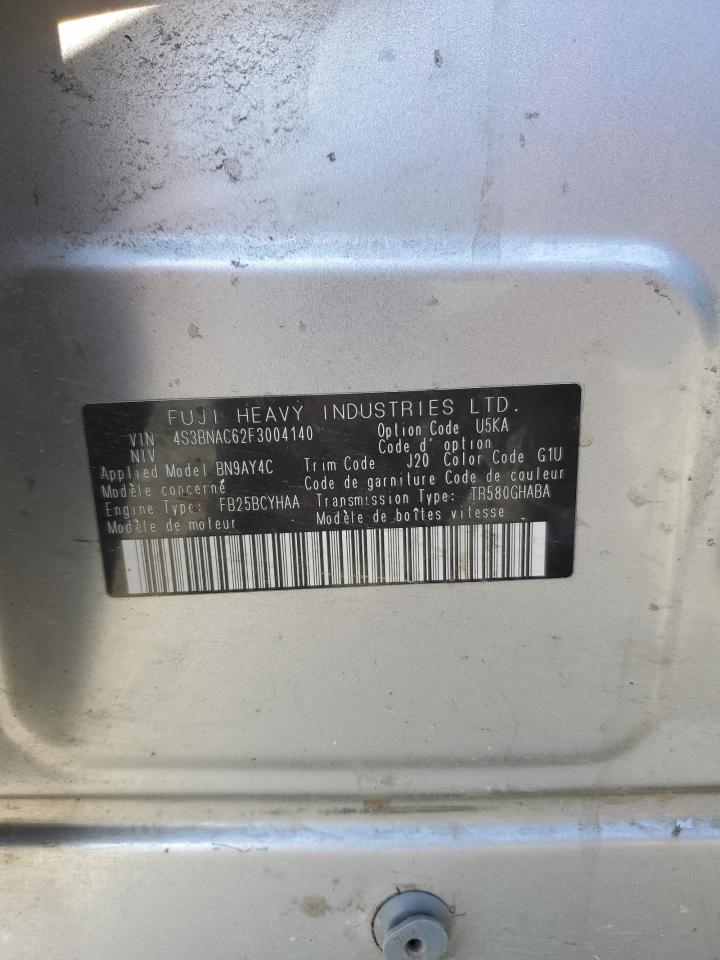 FUJI HEAVY INDUSTRIES LTD.
VIN 4S3BNAC62F3004140 Option Code U5KA
NIV Code d'option
Applied Model BN9AY4C Trim Code J20 Color Code G1U
Modèle concerné Code de garniture Code de couleur
Engine Type: FB25BCYHAA Transmission Type: TR580GHABA
Modèle de moteur Modèle de boîtes vitesse